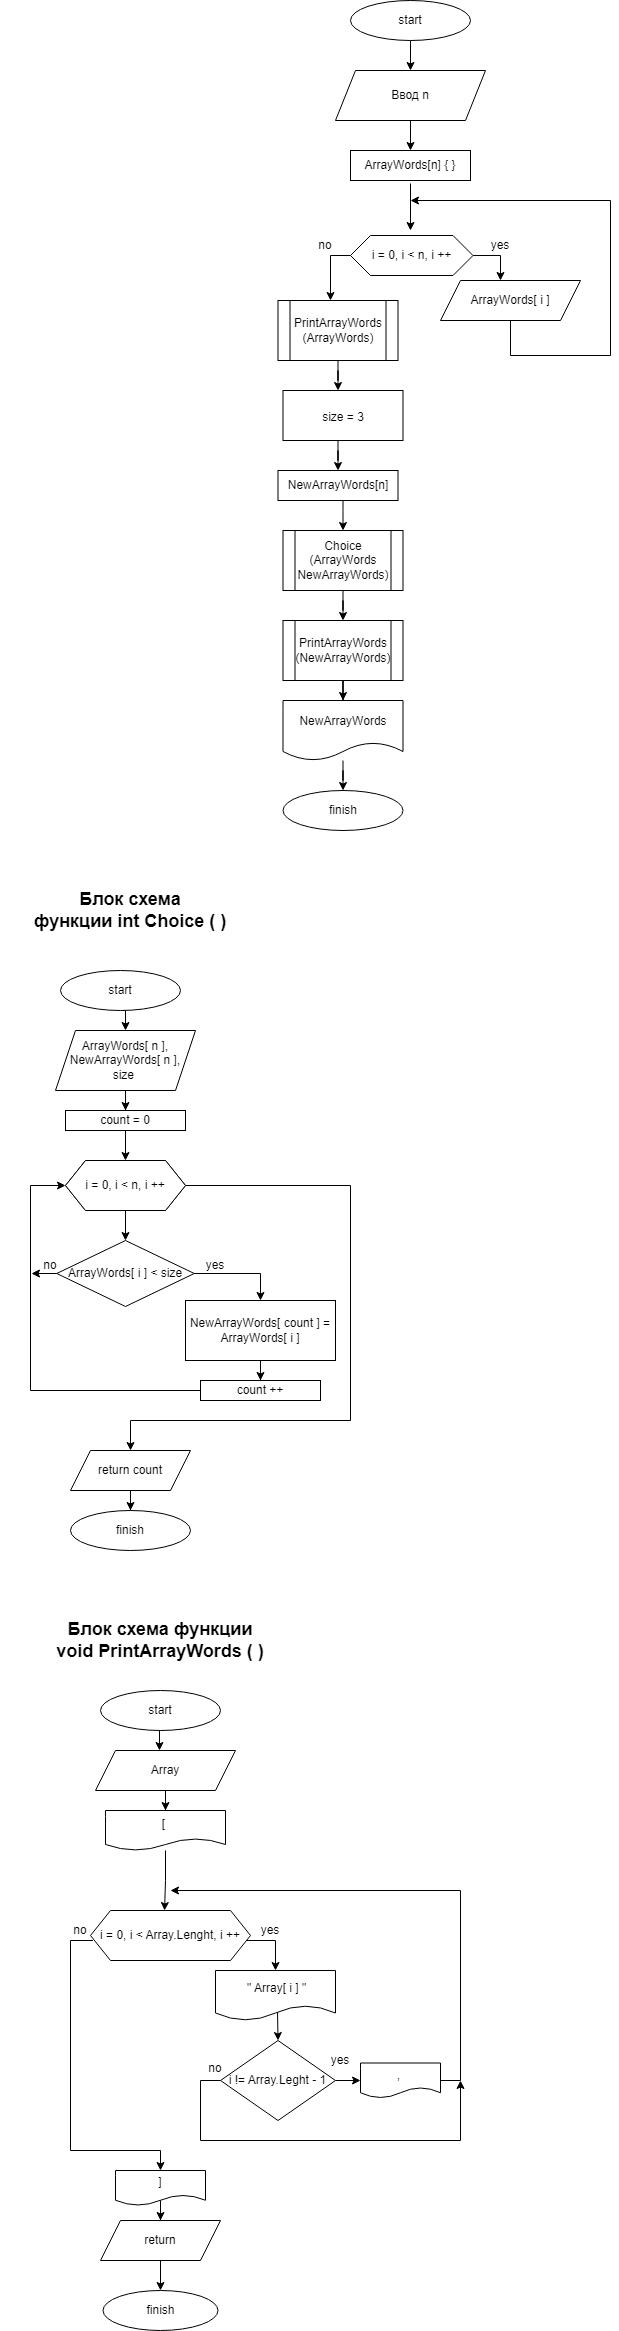 start
Ввод n
ArrayWords[n] { }
i = 0, i < n, i ++
no
yes
ArrayWords[ i ]
PrintArrayWords
(ArrayWords)
size = 3
NewArrayWords[n]
Choice
(ArrayWords
NewArrayWords)
PrintArrayWords
(NewArrayWords)
NewArrayWords
finish
Блок схема
функции int Choice ( )
start
ArrayWords[ n ],
NewArrayWords[ n ],
size
count = 0
i = 0, i < n, i ++
no
ArrayWords[ i ] < size
yes
NewArrayWords[ count ] =
ArrayWords[ i ]
count ++
return count
finish
Блок схема функции
void PrintArrayWords ( )
start
Array
[
no
i = 0, i < Array.Lenght, i ++
yes
" Array[ i ] "
no
i != Array.Leght - 1
yes
,
]
return
finish